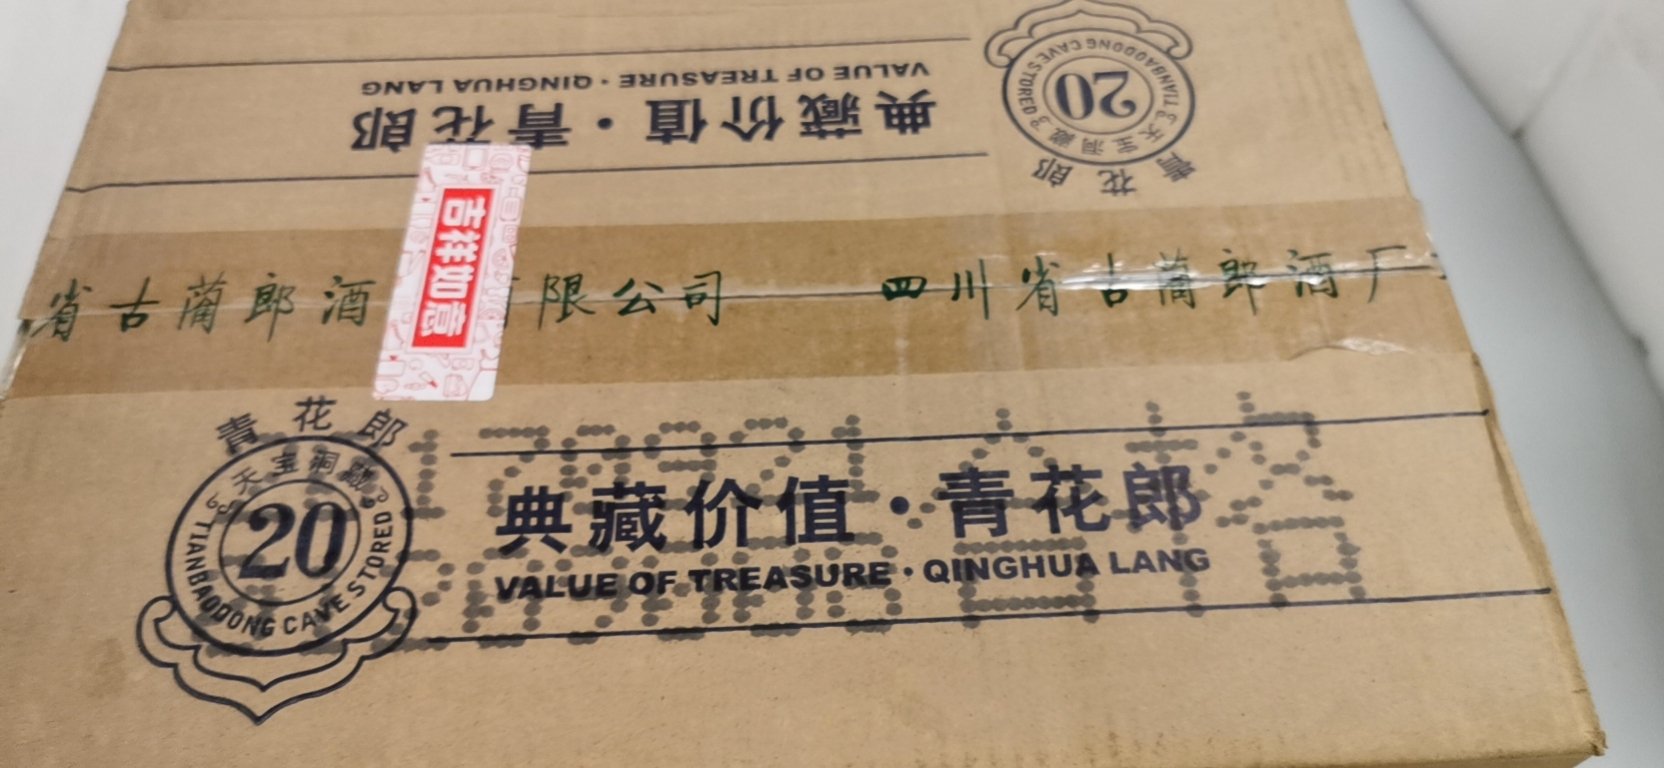 VALUE OF TREASURE · QINGHUA LANG
典藏价值·青花郎
20
TIANBAODONG CAVE STORED
天宝洞藏
青花郎
吉祥如意
省古蔺郎酒 有限公司 四川省古蔺郎酒厂
青花郎
天宝洞藏
20
TIANBAODONG CAVE STORED
典藏价值·青花郎
VALUE OF TREASURE · QINGHUA LANG
合格